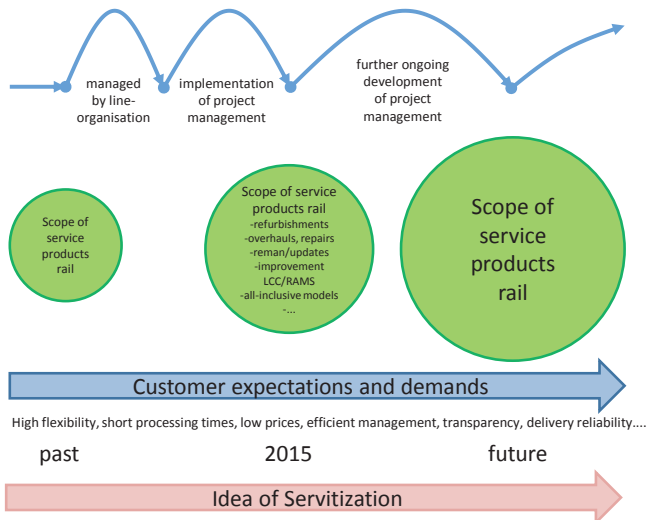 managed
by line-
organisation
implementation
of project
management
further ongoing
development
of project
management
Scope of
service
products
rail
Scope of service
products rail
-refurbishments
-overhauls, repairs
-reman/updates
-improvement
LCC/RAMS
-all-inclusive models
-...
Scope of
service
products
rail
Customer expectations and demands
High flexibility, short processing times, low prices, efficient management, transparency, delivery reliability....
past
2015
future
Idea of Servitization